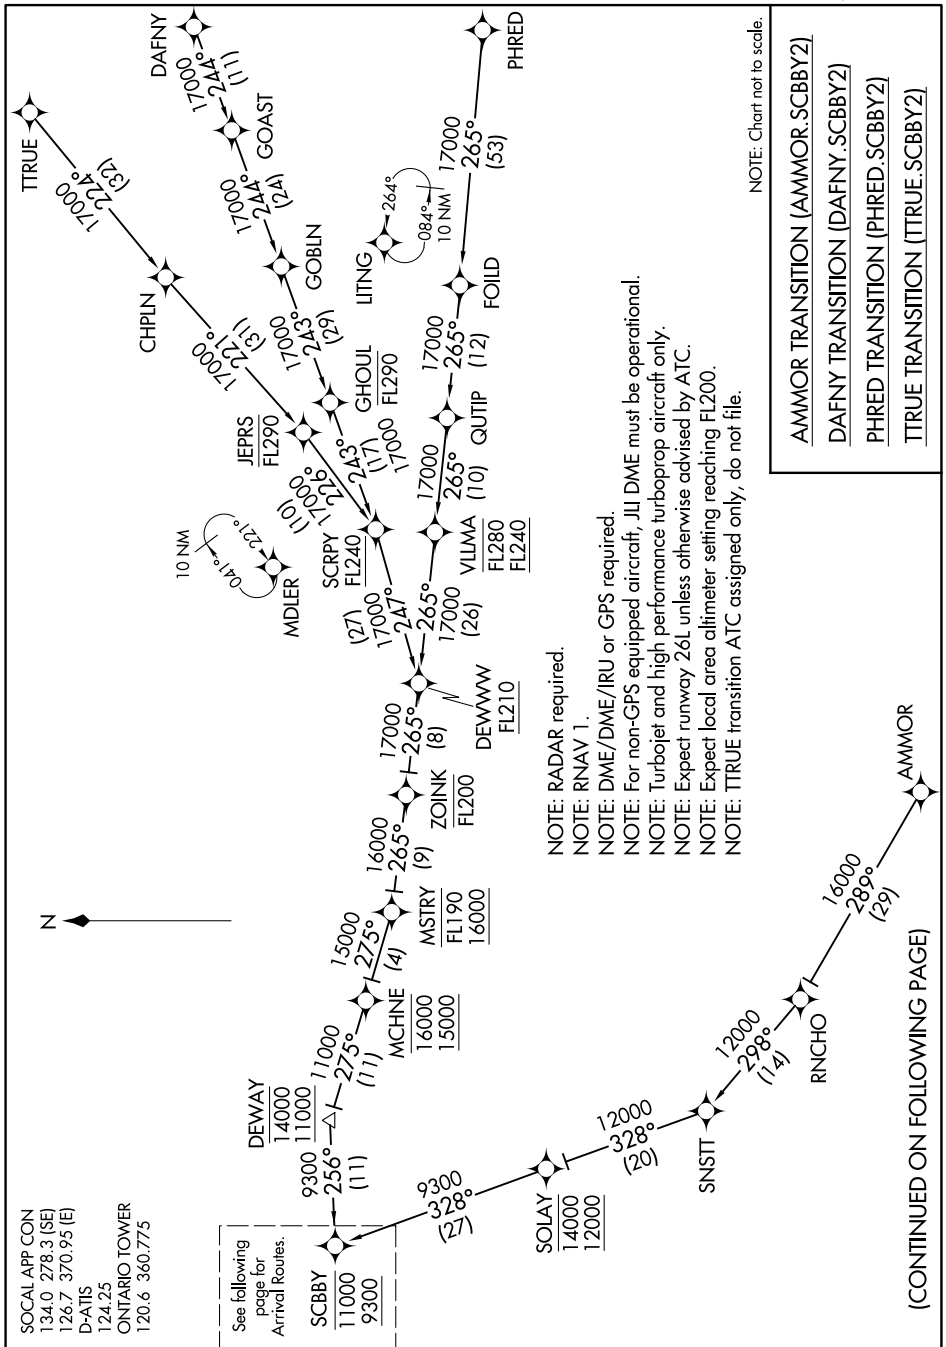 SOCAL APP CON
134.0 278.3 (SE)
126.7 370.95 (E)
D-ATIS
124.25
ONTARIO TOWER
120.6 360.775
N
TTRUE
17000
224°
(32)
CHPLN
17000
221°
(31)
JEPRS
FL290
17000
226°
(10)
DAFNY
17000
244°
(11)
GOAST
17000
244°
(24)
GOBLN
17000
243°
(29)
GHOUL
FL290
243°
(17)
17000
SCRPY
FL240
(27)
17000
247°
10 NM
041°
221°
MDLER
LITNG
264°
084°
10 NM
PHRED
17000
265°
(53)
FOILD
17000
265°
(12)
QUTIP
17000
265°
(10)
VLLMA
FL280
FL240
265°
17000
(26)
DEWWW
FL210
17000
265°
(8)
ZOINK
FL200
16000
265°
(9)
MSTRY
FL190
16000
15000
275°
(4)
MCHNE
16000
15000
11000
275°
(11)
DEWAY
14000
11000
9300
256°
(11)
See following
page for
Arrival Routes.
SCBBY
11000
9300
9300
328°
(27)
SOLAY
14000
12000
12000
328°
(20)
SNSTT
12000
298°
(14)
RNCHO
16000
289°
(29)
AMMOR
NOTE: RADAR required.
NOTE: RNAV 1.
NOTE: DME/DME/IRU or GPS required.
NOTE: For non-GPS equipped aircraft, JLI DME must be operational.
NOTE: Turbojet and high performance turboprop aircraft only.
NOTE: Expect runway 26L unless otherwise advised by ATC.
NOTE: Expect local area altimeter setting reaching FL200.
NOTE: TTRUE transition ATC assigned only, do not file.
NOTE: Chart not to scale.
AMMOR TRANSITION (AMMOR.SCBBY2)
DAFNY TRANSITION (DAFNY.SCBBY2)
PHRED TRANSITION (PHRED.SCBBY2)
TTRUE TRANSITION (TTRUE.SCBBY2)
(CONTINUED ON FOLLOWING PAGE)